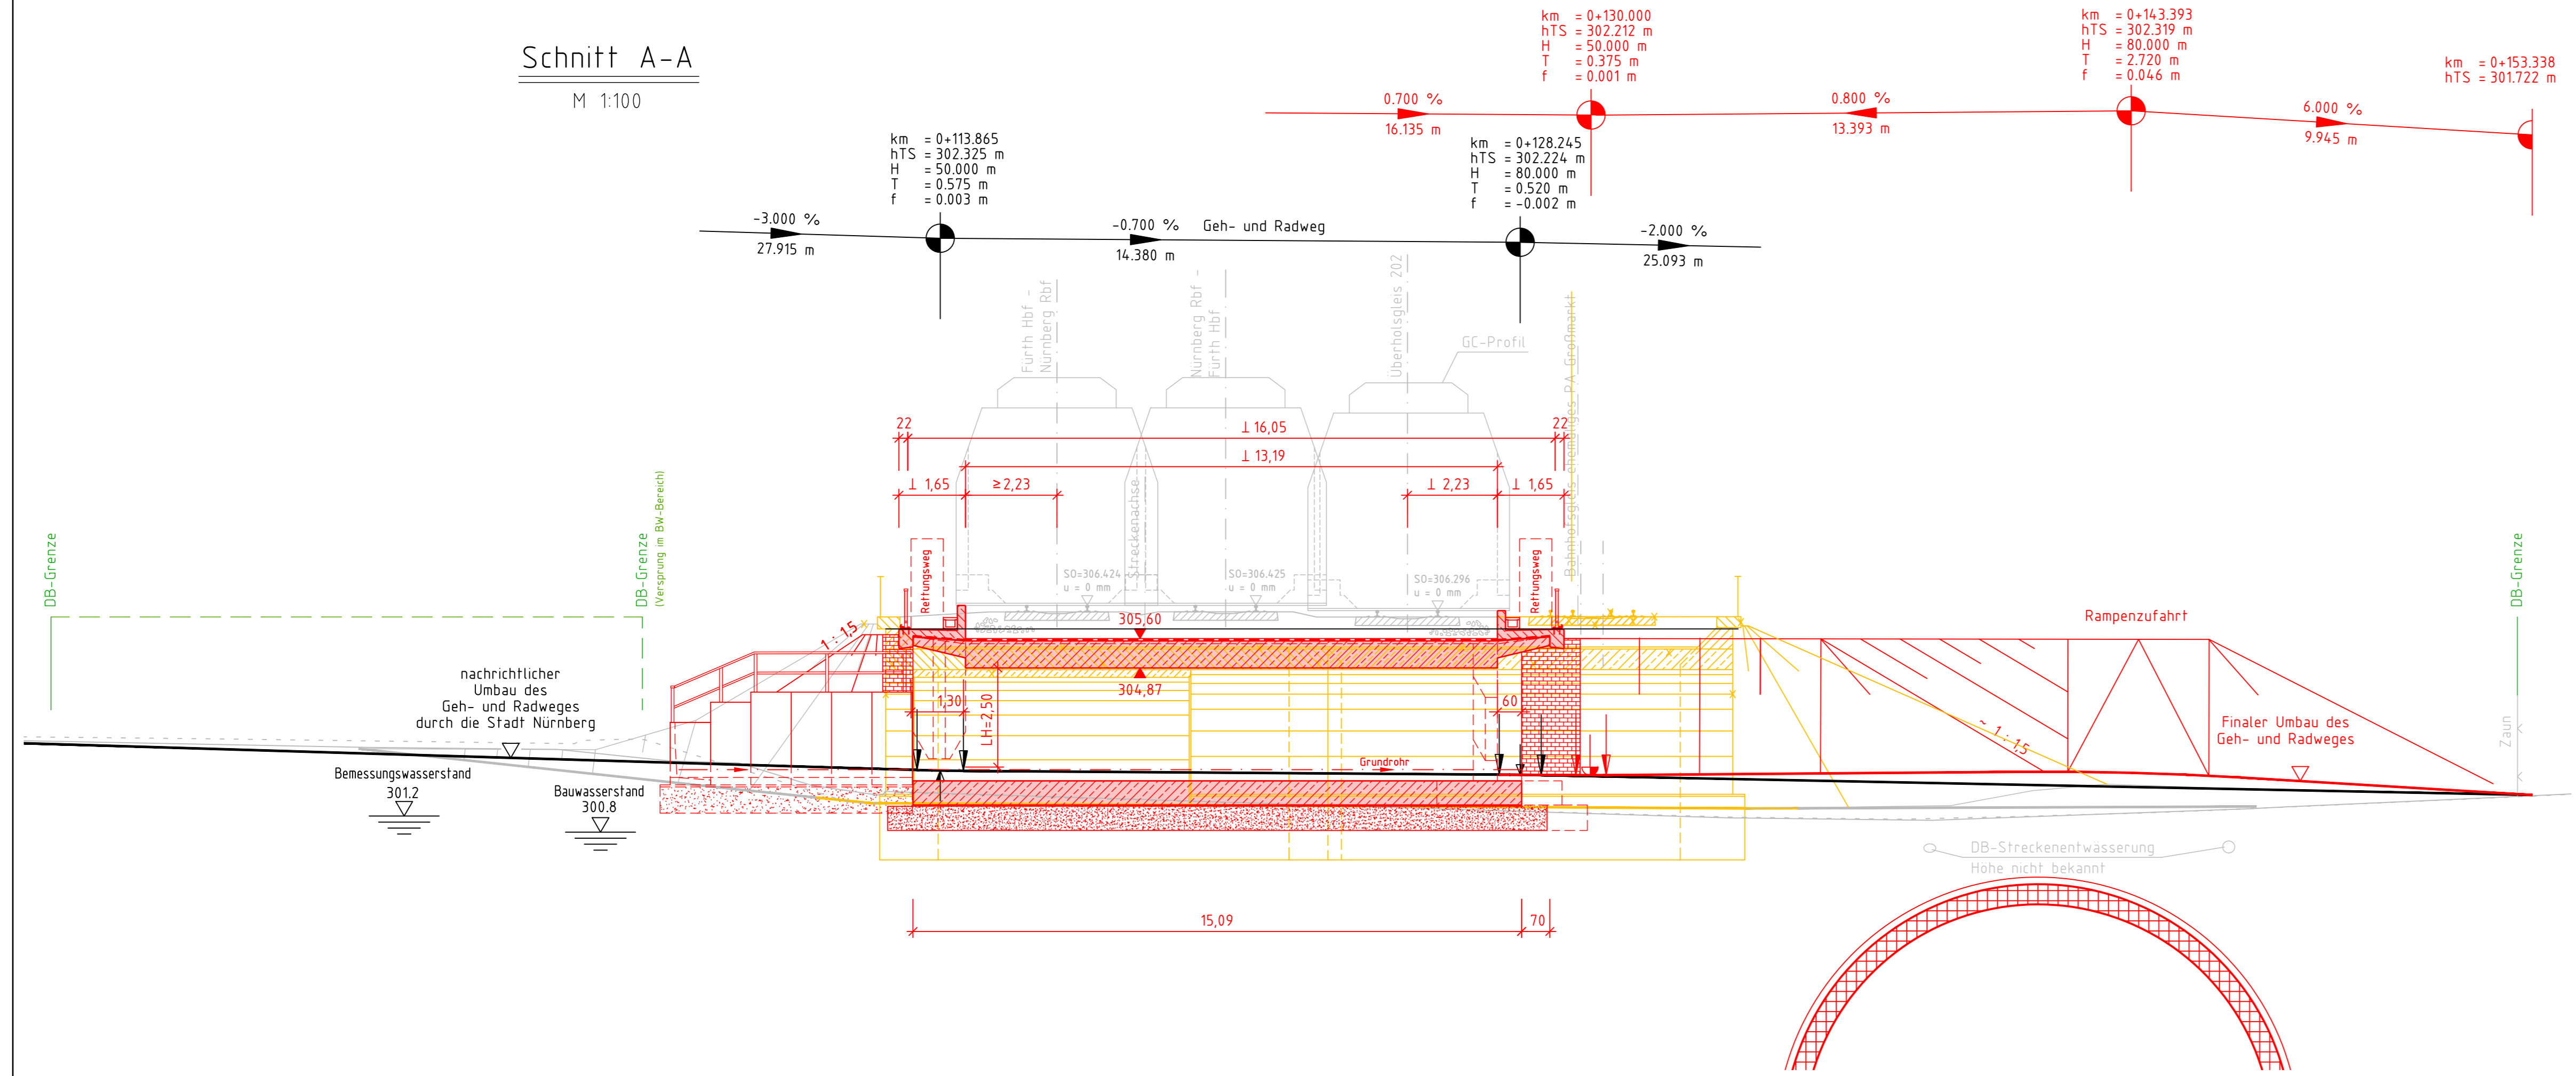 Schnitt A-A
M 1:100
km = 0+130.000
hTS = 302.212 m
H = 50.000 m
T = 0.375 m
f = 0.001 m
km = 0+143.393
hTS = 302.319 m
H = 80.000 m
T = 2.720 m
f = 0.046 m
km = 0+153.338
hTS = 301.722 m
0.700 %
16.135 m
0.800 %
13.393 m
6.000 %
9.945 m
km = 0+113.865
hTS = 302.325 m
H = 50.000 m
T = 0.575 m
f = 0.003 m
km = 0+128.245
hTS = 302.224 m
H = 80.000 m
T = 0.520 m
f = -0.002 m
-3.000 %
27.915 m
-0.700 %
14.380 m
Geh- und Radweg
-2.000 %
25.093 m
Fürth Hbf -
Nürnberg Rbf
Nürnberg Rbf -
Fürth Hbf
Überholsgleis 202
GC-Profil
Bahnhofsgleis ehemaliges PA Großmarkt
22
⊥ 16,05
22
⊥ 13,19
⊥ 1,65
≥2,23
⊥ 2,23
⊥ 1,65
Streckenachse
DB-Grenze
DB-Grenze
(Versprung im BW-Bereich)
DB-Grenze
Rettungsweg
Rettungsweg
SO=306.424
u = 0 mm
SO=306.425
u = 0 mm
SO=306.296
u = 0 mm
305,60
304,87
1 : 1,5
1,30
LH=2,50
60
Grundrohr
Rampenzufahrt
nachrichtlicher
Umbau des
Geh- und Radweges
durch die Stadt Nürnberg
Bemessungswasserstand
301.2
Bauwasserstand
300.8
~ 1 : 1,5
Finaler Umbau des
Geh- und Radweges
Zaun
DB-Streckenentwässerung
Höhe nicht bekannt
15,09
70